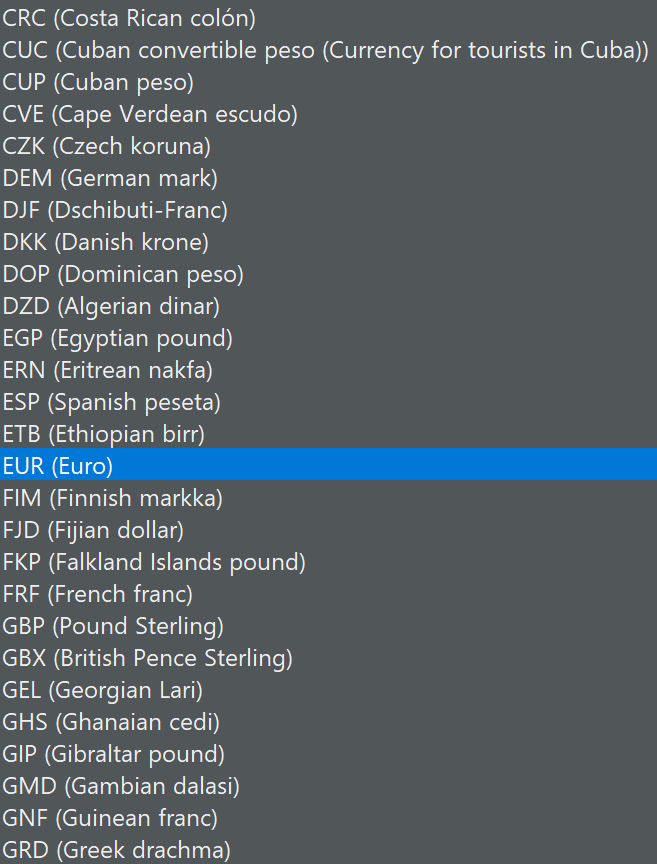 CRC (Costa Rican colón)
CUC (Cuban convertible peso (Currency for tourists in Cuba))
CUP (Cuban peso)
CVE (Cape Verdean escudo)
CZK (Czech koruna)
DEM (German mark)
DJF (Dschibuti-Franc)
DKK (Danish krone)
DOP (Dominican peso)
DZD (Algerian dinar)
EGP (Egyptian pound)
ERN (Eritrean nakfa)
ESP (Spanish peseta)
ETB (Ethiopian birr)
EUR (Euro)
FIM (Finnish markka)
FJD (Fijian dollar)
FKP (Falkland Islands pound)
FRF (French franc)
GBP (Pound Sterling)
GBX (British Pence Sterling)
GEL (Georgian Lari)
GHS (Ghanaian cedi)
GIP (Gibraltar pound)
GMD (Gambian dalasi)
GNF (Guinean franc)
GRD (Greek drachma)